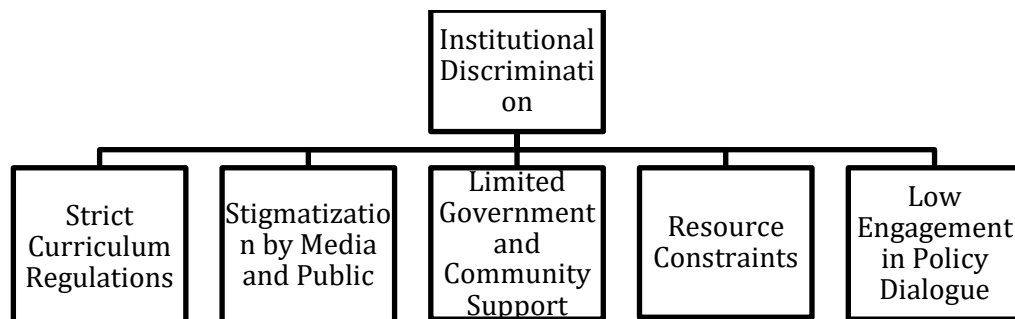 Institutional
Discriminati
on
Strict
Curriculum
Regulations
Stigmatizatio
n by Media
and Public
Limited
Government
and
Community
Support
Resource
Constraints
Low
Engagement
in Policy
Dialogue